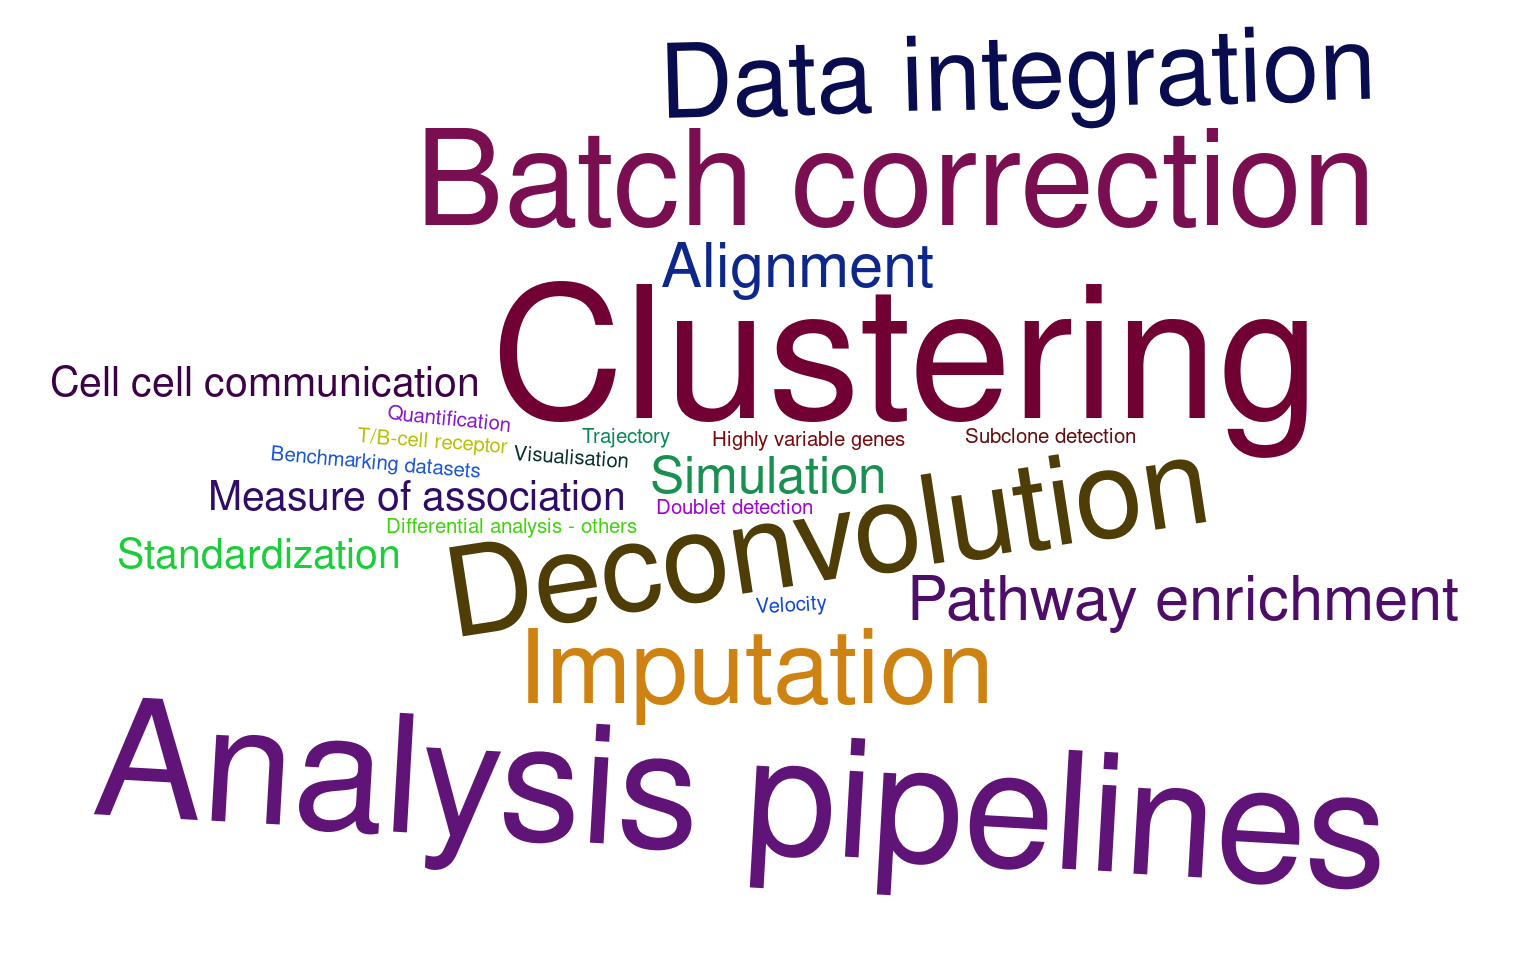 Data integration
Batch correction
Alignment
Clustering
Cell cell communication
Quantification
T/B-cell receptor
Trajectory
Highly variable genes
Subclone detection
Benchmarking datasets
Visualisation
Simulation
Measure of association
Doublet detection
Differential analysis - others
Deconvolution
Standardization
Velocity
Pathway enrichment
Imputation
Analysis pipelines